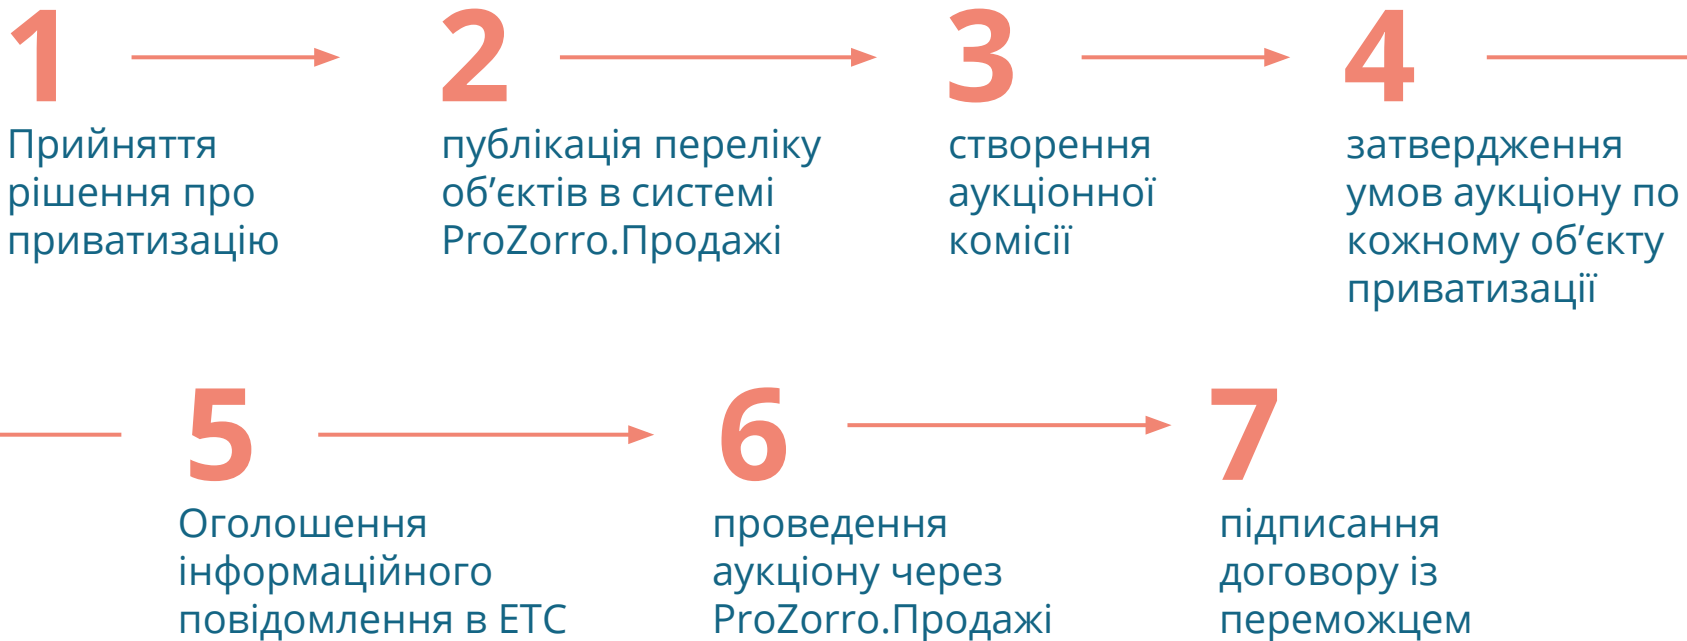 1
Прийняття
рішення про
приватизацію
2
публікація переліку
об’єктів в системі
ProZorro.Продажі
3
створення
аукціонної
комісії
4
затвердження
умов аукціону по
кожному об’єкту
приватизації
5
Оголошення
інформаційного
повідомлення в ЕТС
6
проведення
аукціону через
ProZorro.Продажі
7
підписання
договору із
переможцем